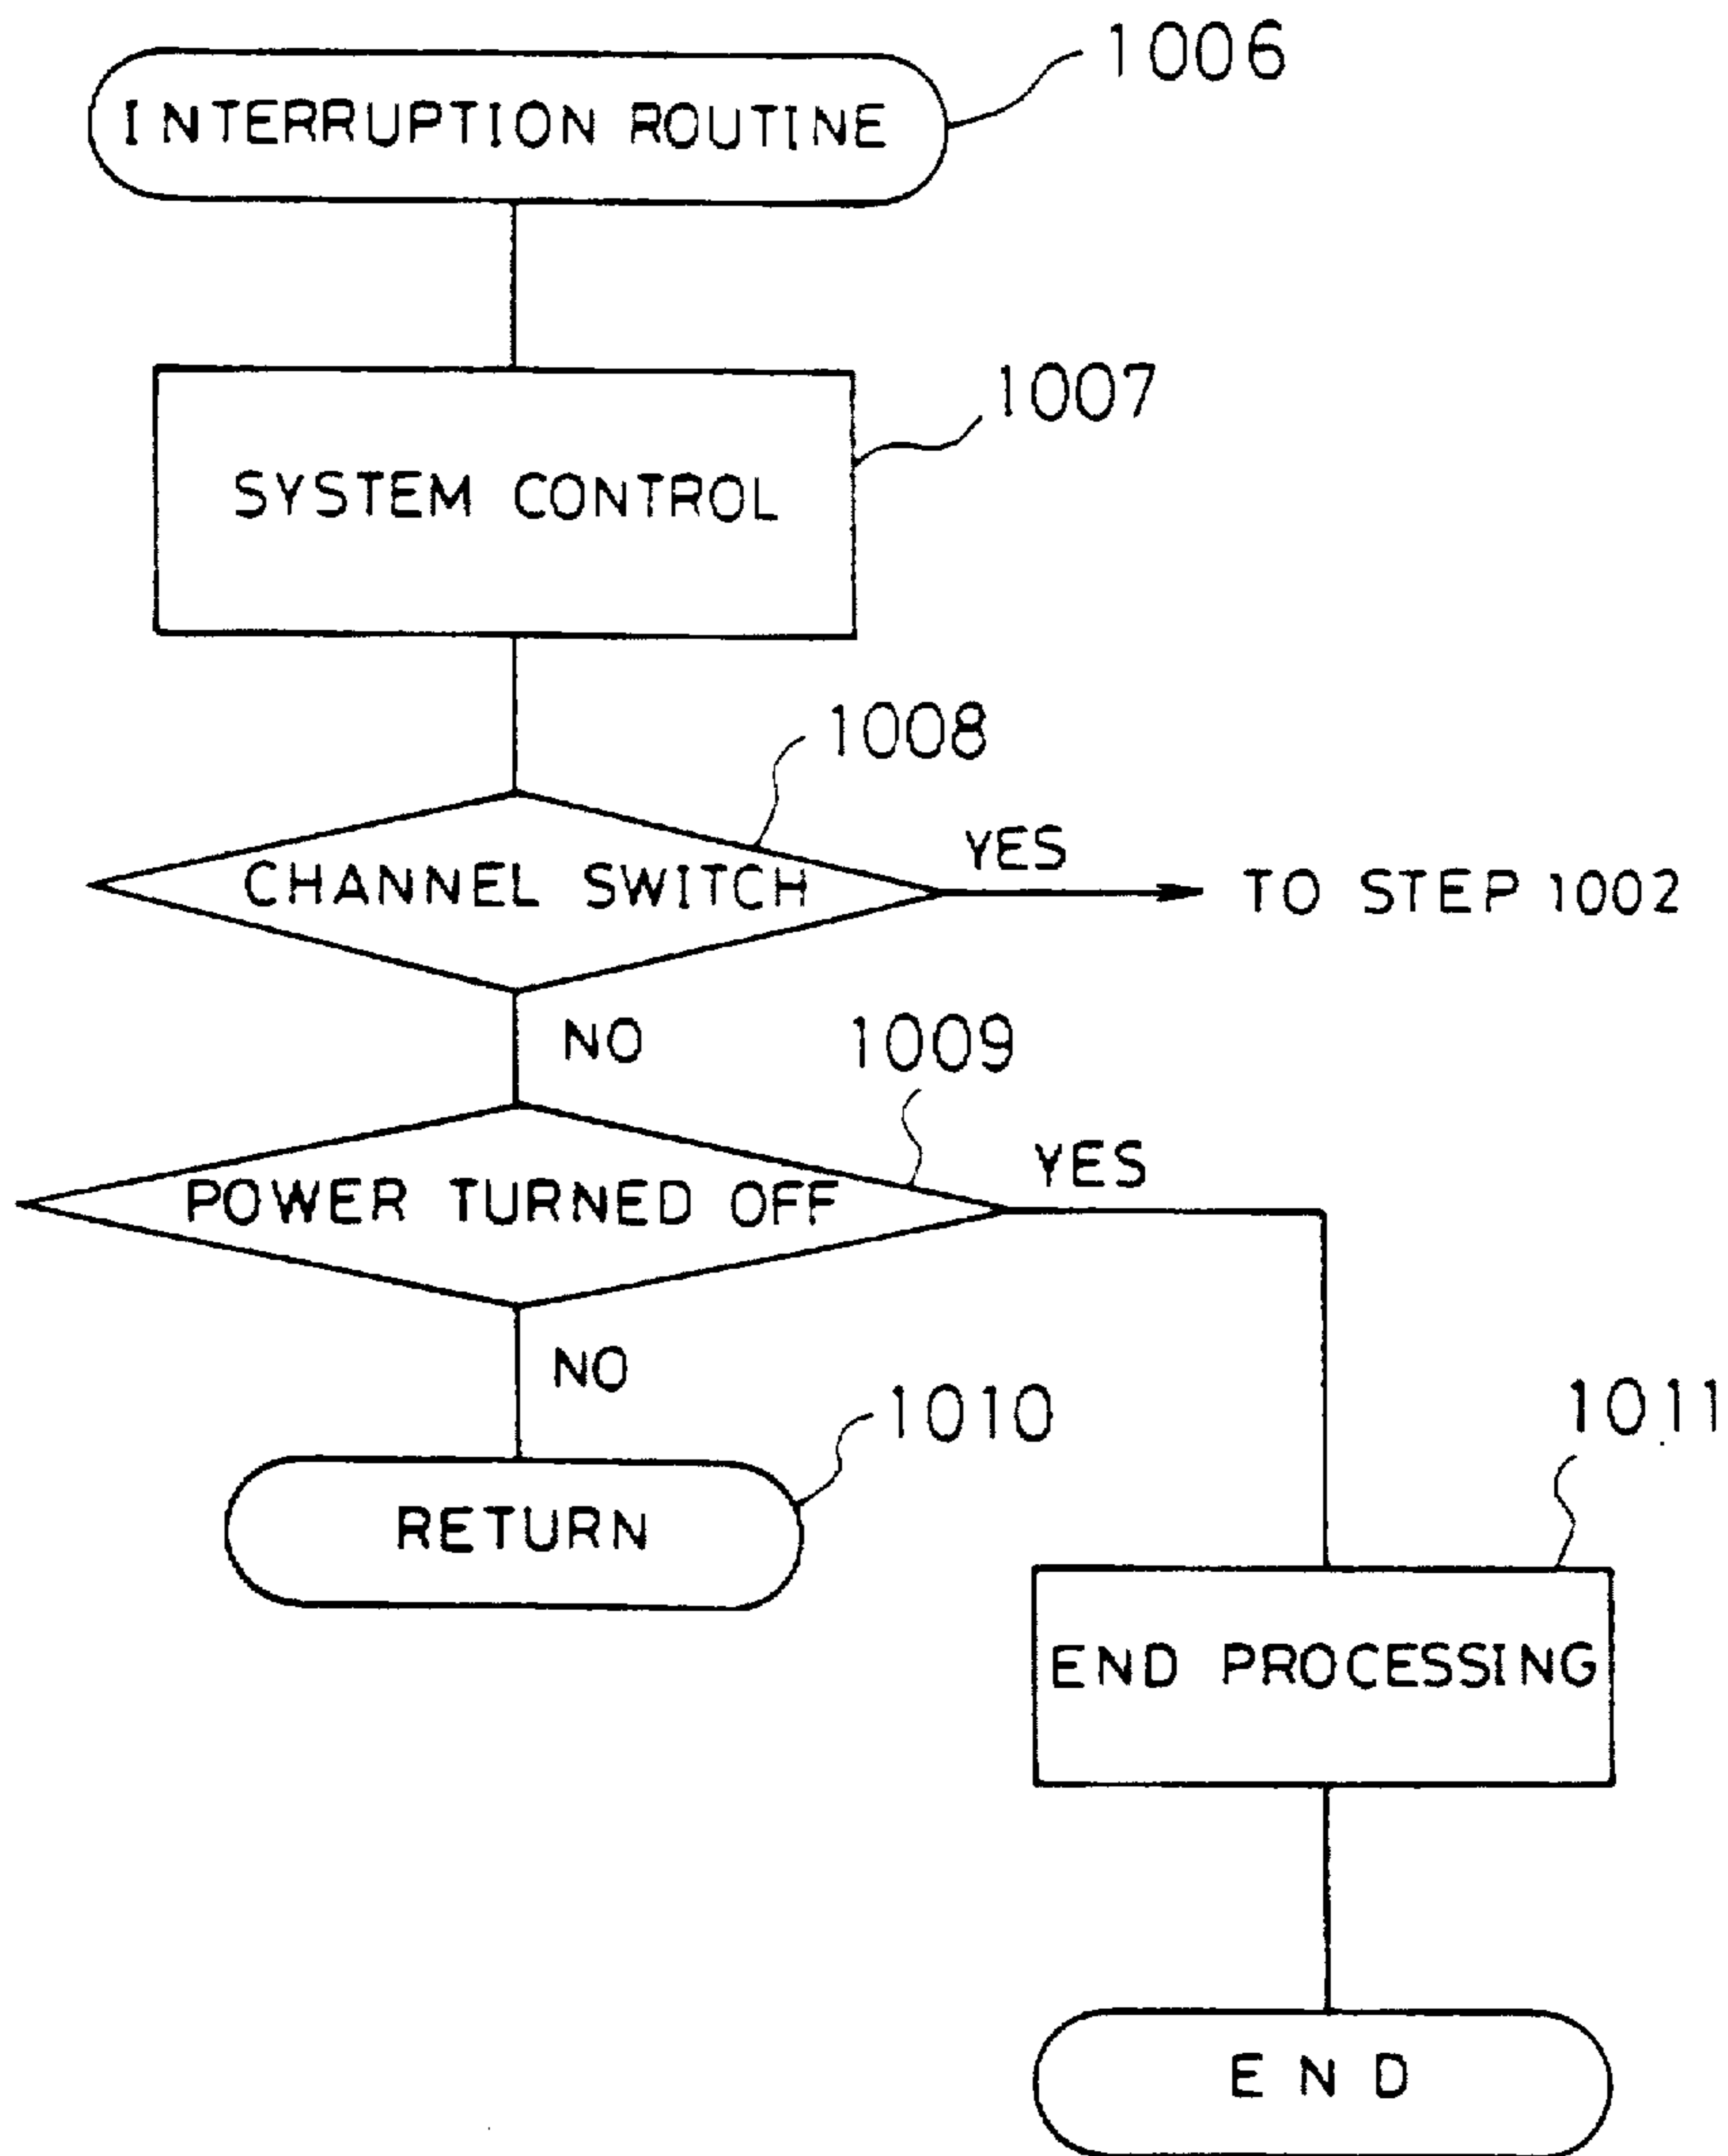 1006
INTERRUPTION ROUTINE
1007
SYSTEM CONTROL
1008
YES
CHANNEL SWITCH
TO STEP 1002
NO
1009
YES
POWER TURNED OFF
NO
1010
1011
RETURN
END PROCESSING
END